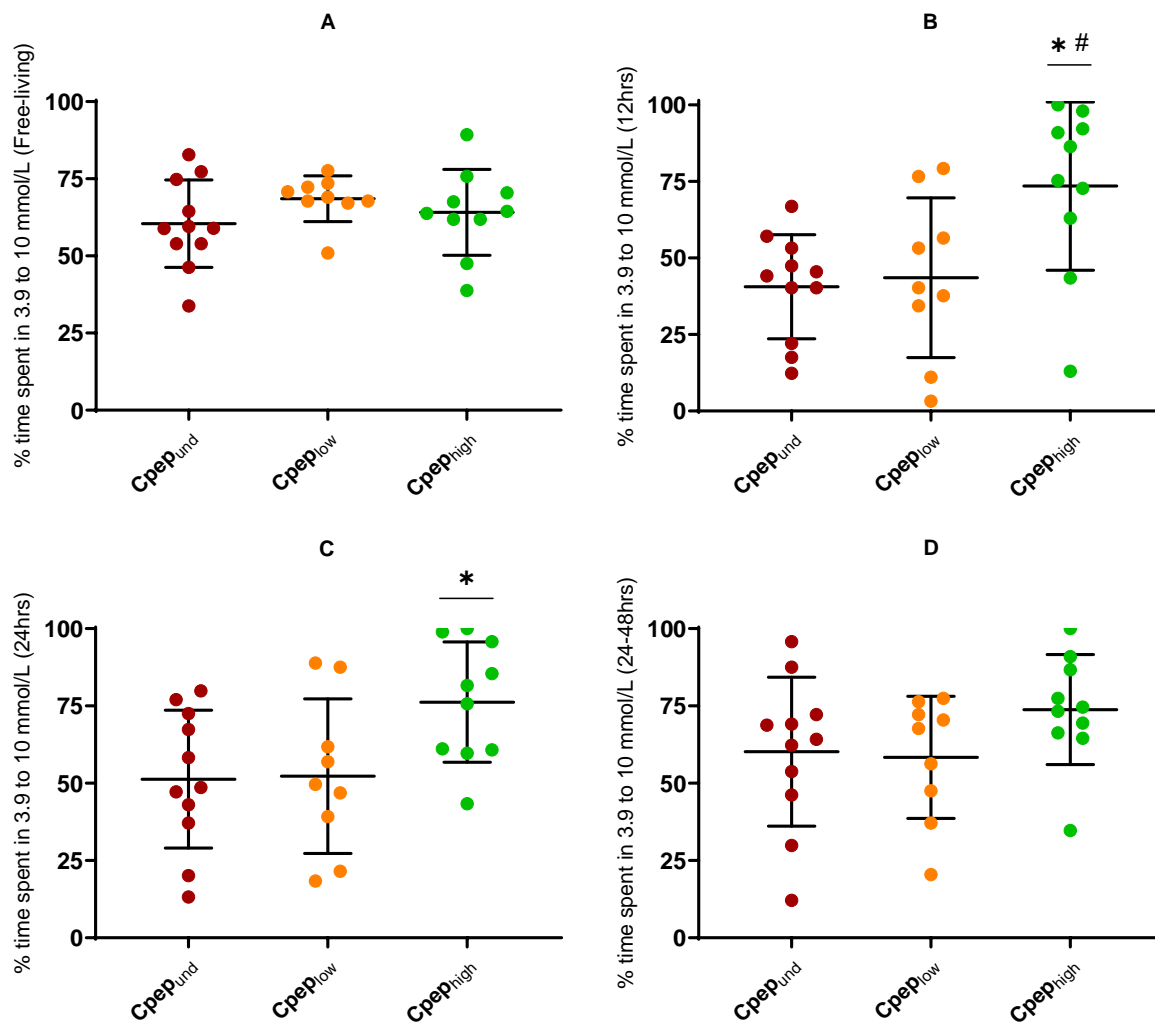 A
% time spent in 3.9 to 10 mmol/L (Free-living)
100
75
50
25
0
Cpepund
Cpeplow
Cpephigh
B
* #
% time spent in 3.9 to 10 mmol/L (12hrs)
100
75
50
25
0
Cpepund
Cpeplow
Cpephigh
C
*
% time spent in 3.9 to 10 mmol/L (24hrs)
100
75
50
25
0
Cpepund
Cpeplow
Cpephigh
D
% time spent in 3.9 to 10 mmol/L (24-48hrs)
100
75
50
25
0
Cpepund
Cpeplow
Cpephigh